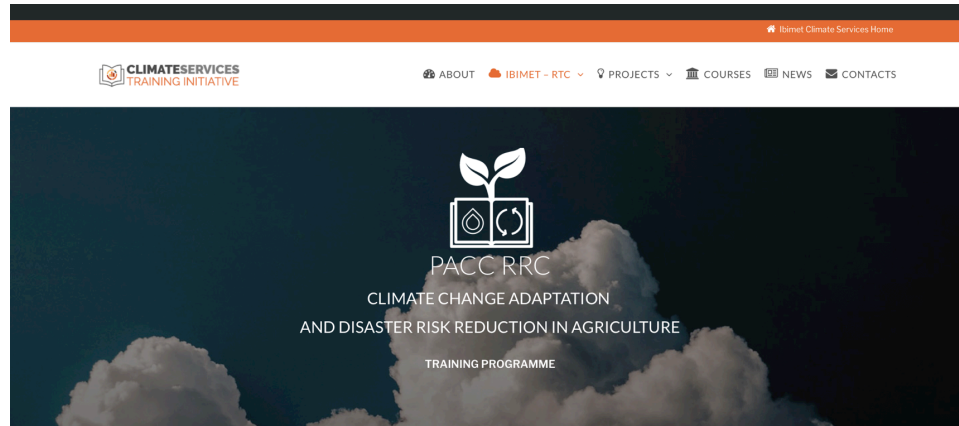 Ibimet Climate Services Home
CLIMATESERVICES
TRAINING INITIATIVE
ABOUT IBIMET – RTC PROJECTS COURSES NEWS CONTACTS
PACC RRC
CLIMATE CHANGE ADAPTATION
AND DISASTER RISK REDUCTION IN AGRICULTURE
TRAINING PROGRAMME